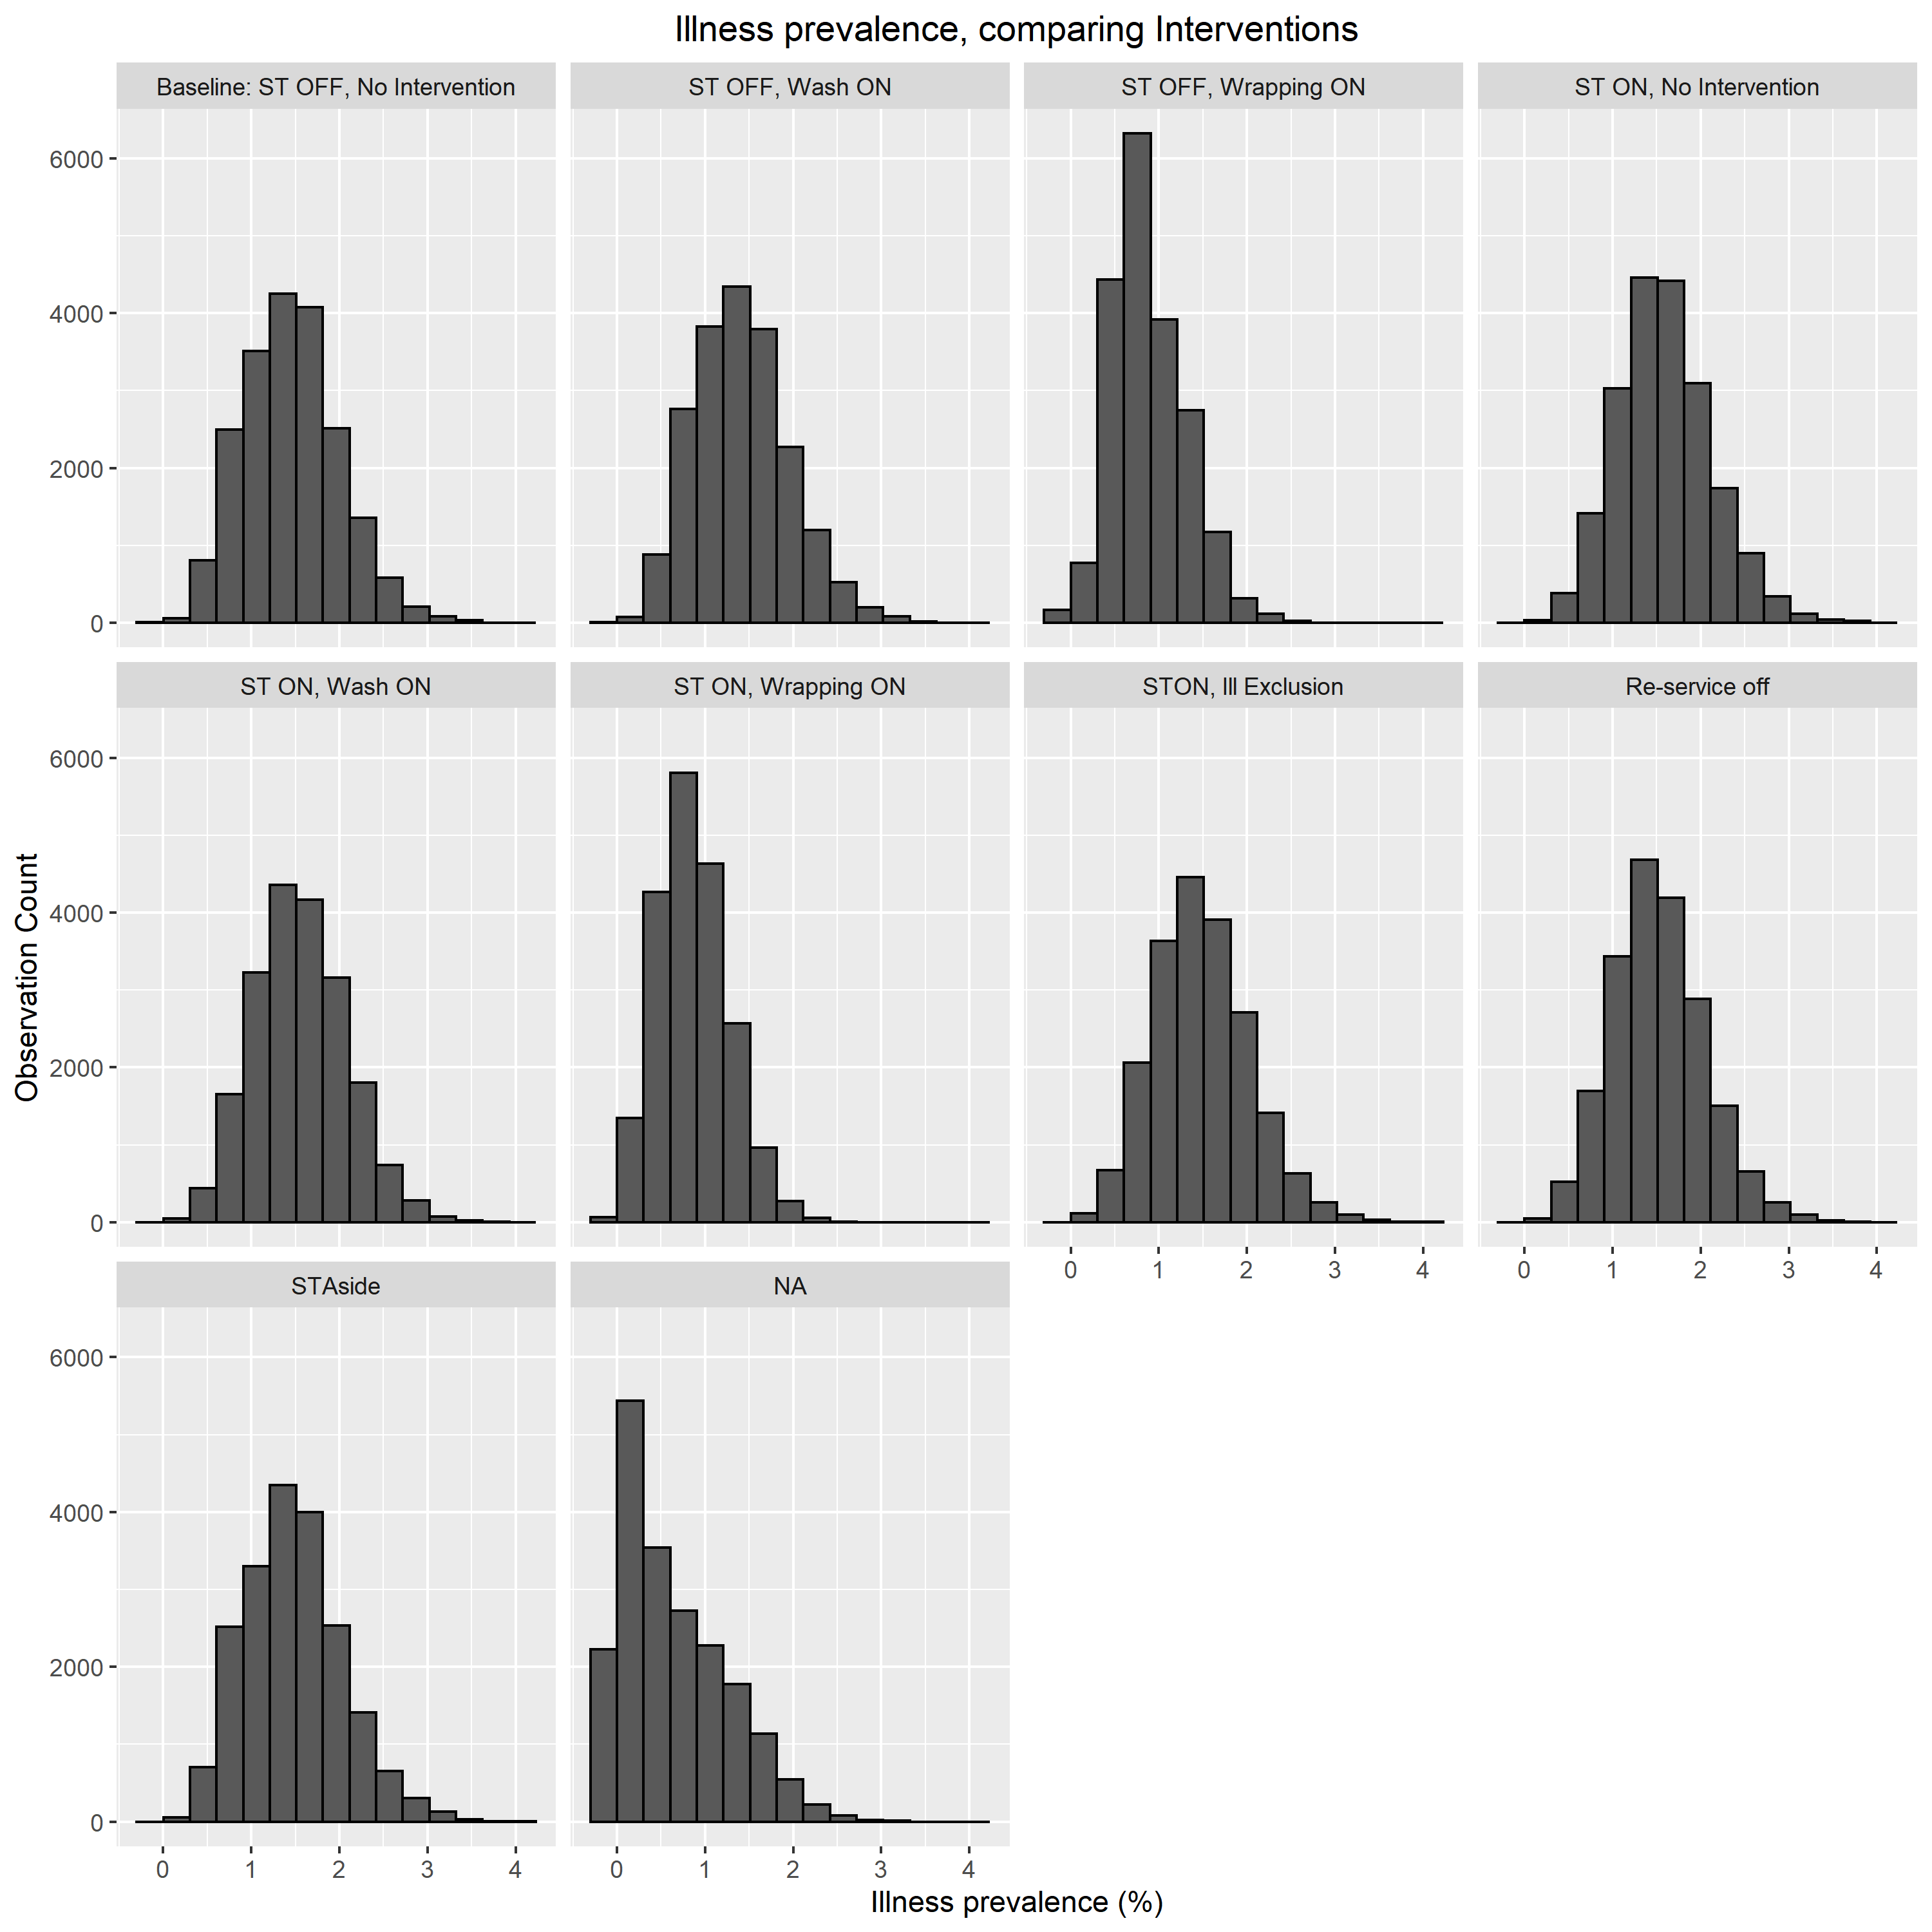 Illness prevalence, comparing Interventions
Baseline: ST OFF, No Intervention
ST OFF, Wash ON
ST OFF, Wrapping ON
ST ON, No Intervention
6000
4000
2000
0
ST ON, Wash ON
ST ON, Wrapping ON
STON, Ill Exclusion
Re-service off
6000
4000
2000
0
0 1 2 3 4
0 1 2 3 4
STAside
NA
6000
4000
2000
0
0 1 2 3 4
0 1 2 3 4
Observation Count
Illness prevalence (%)